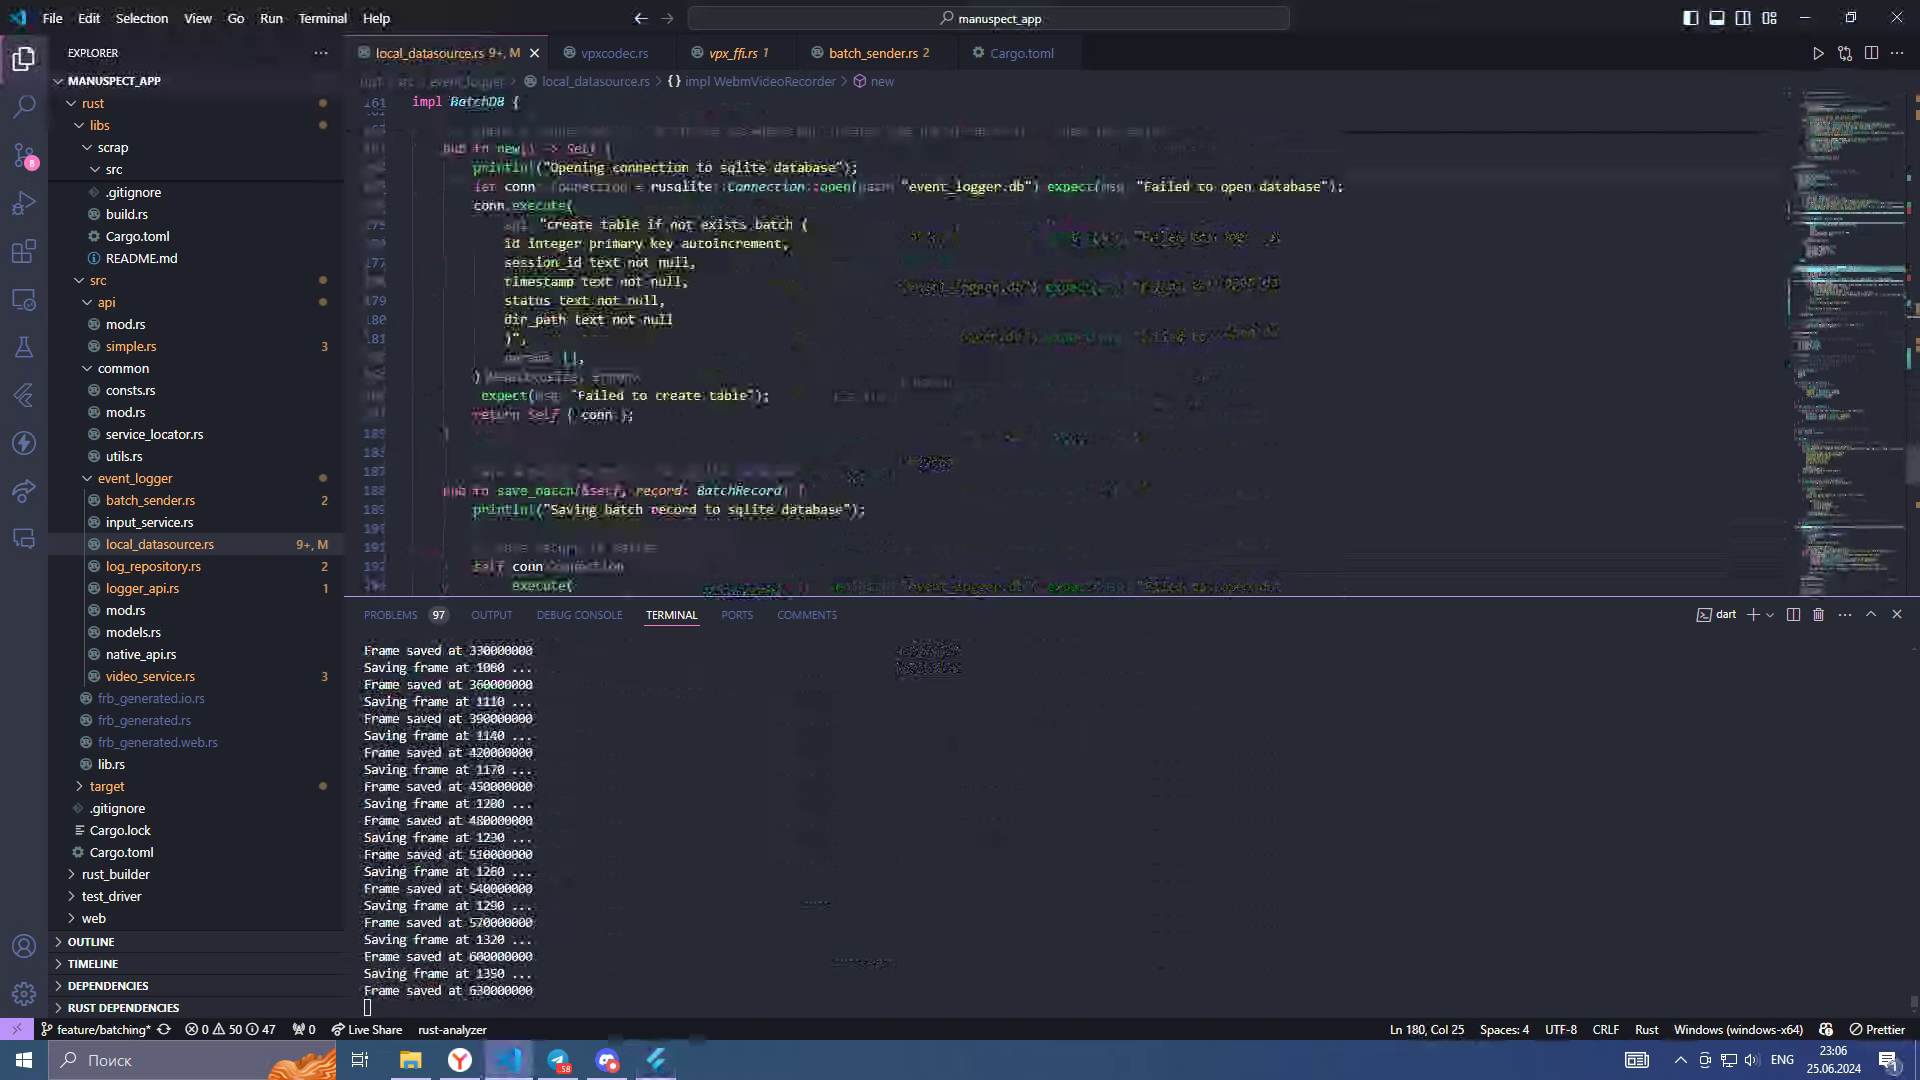 File Edit Selection View Go Run Terminal Help
manuspect_app
EXPLORER
local_datasource.rs 9+, M
vpxcodec.rs
vpx_ffi.rs 1
batch_sender.rs 2
Cargo.toml
local_datasource.rs > {} impl WebmVideoRecorder > new
MANUSPECT_APP
rust
libs
scrap
src
.gitignore
build.rs
Cargo.toml
README.md
src
api
mod.rs
simple.rs 3
common
consts.rs
mod.rs
service_locator.rs
utils.rs
event_logger
batch_sender.rs 2
input_service.rs
local_datasource.rs 9+, M
log_repository.rs 2
logger_api.rs 1
mod.rs
models.rs
native_api.rs
video_service.rs 3
frb_generated.io.rs
frb_generated.rs
frb_generated.web.rs
lib.rs
target
.gitignore
Cargo.lock
Cargo.toml
rust_builder
test_driver
web
OUTLINE
TIMELINE
DEPENDENCIES
RUST DEPENDENCIES
161 impl BatchDB {
pub fn new() -> Self {
println!("Opening connection to sqlite database");
let conn = rusqlite::Connection::open( "event_logger.db") expect( "Failed to open database");
conn execute(
"create table if not exists batch (
id integer primary key autoincrement,
177 session_id text not null,
timestamp text not null,
179 status text not null,
180 dir_path text not null
181 )",
[],
)
expect( "Failed to create table");
return Self { conn };
}
188 pub fn save_batch(&self, record: BatchRecord) {
189 println!("Saving batch record to sqlite database");
191
192 self conn
execute(
PROBLEMS 97 OUTPUT DEBUG CONSOLE TERMINAL PORTS COMMENTS
dart
Frame saved at 330000000
Saving frame at 1080 ...
Frame saved at 360000000
Saving frame at 1110 ...
Frame saved at 390000000
Saving frame at 1140 ...
Frame saved at 420000000
Saving frame at 1170 ...
Frame saved at 450000000
Saving frame at 1200 ...
Frame saved at 480000000
Saving frame at 1230 ...
Frame saved at 510000000
Saving frame at 1260 ...
Frame saved at 540000000
Saving frame at 1290 ...
Frame saved at 570000000
Saving frame at 1320 ...
Frame saved at 600000000
Saving frame at 1350 ...
Frame saved at 630000000
feature/batching* 0 50 47 0 Live Share rust-analyzer
Ln 180, Col 25 Spaces: 4 UTF-8 CRLF Rust Windows (windows-x64) Prettier
Поиск
58
ENG
23:06
25.06.2024
1
8